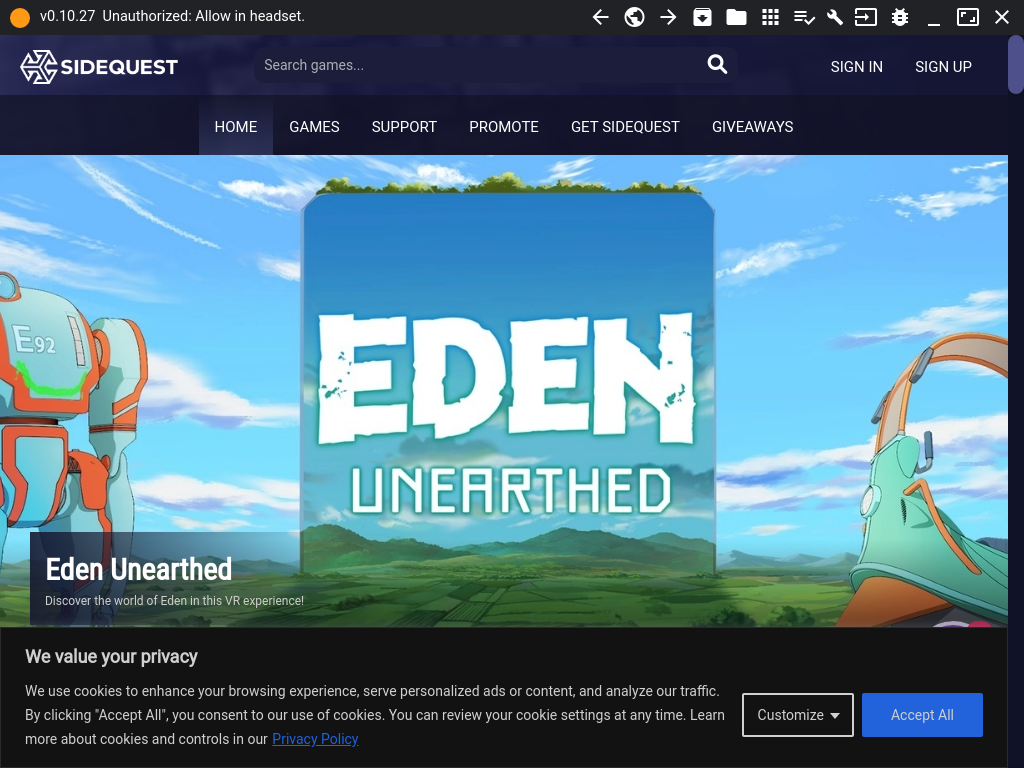 v0.10.27 Unauthorized: Allow in headset.
SIDEQUEST
Search games...
SIGN IN
SIGN UP
HOME
GAMES
SUPPORT
PROMOTE
GET SIDEQUEST
GIVEAWAYS
E92
EDEN
UNEARTHED
Eden Unearthed
Discover the world of Eden in this VR experience!
We value your privacy
We use cookies to enhance your browsing experience, serve personalized ads or content, and analyze our traffic.
By clicking "Accept All", you consent to our use of cookies. You can review your cookie settings at any time. Learn
more about cookies and controls in our Privacy Policy
Customize
Accept All